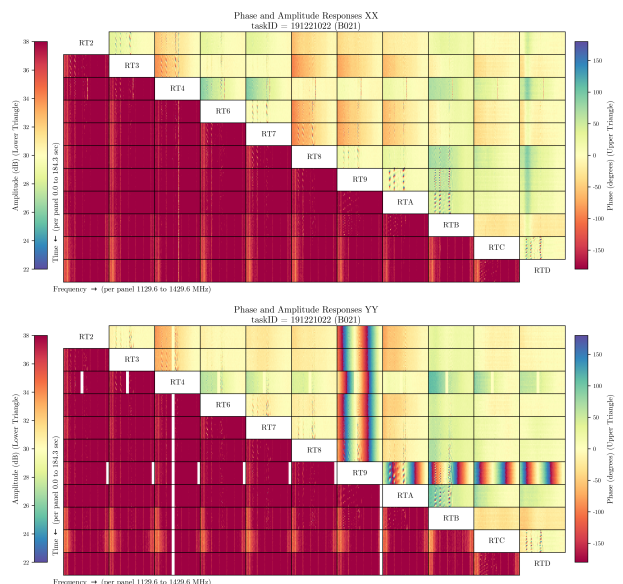 Phase and Amplitude Responses XX
taskID = 191221022 (B021)
38
36
34
32
30
28
26
24
22
Amplitude (dB) (Lower Triangle)
Time ← (per panel 0.0 to 184.3 sec)
RT2
RT3
RT4
RT6
RT7
RT8
RT9
RTA
RTB
RTC
RTD
150
100
50
0
-50
-100
-150
Phase (degrees) (Upper Triangle)
Frequency → (per panel 1129.6 to 1429.6 MHz)
Phase and Amplitude Responses YY
taskID = 191221022 (B021)
38
36
34
32
30
28
26
24
22
Amplitude (dB) (Lower Triangle)
Time ← (per panel 0.0 to 184.3 sec)
RT2
RT3
RT4
RT6
RT7
RT8
RT9
RTA
RTB
RTC
RTD
150
100
50
0
-50
-100
-150
Phase (degrees) (Upper Triangle)
Frequency → (per panel 1129.6 to 1429.6 MHz)